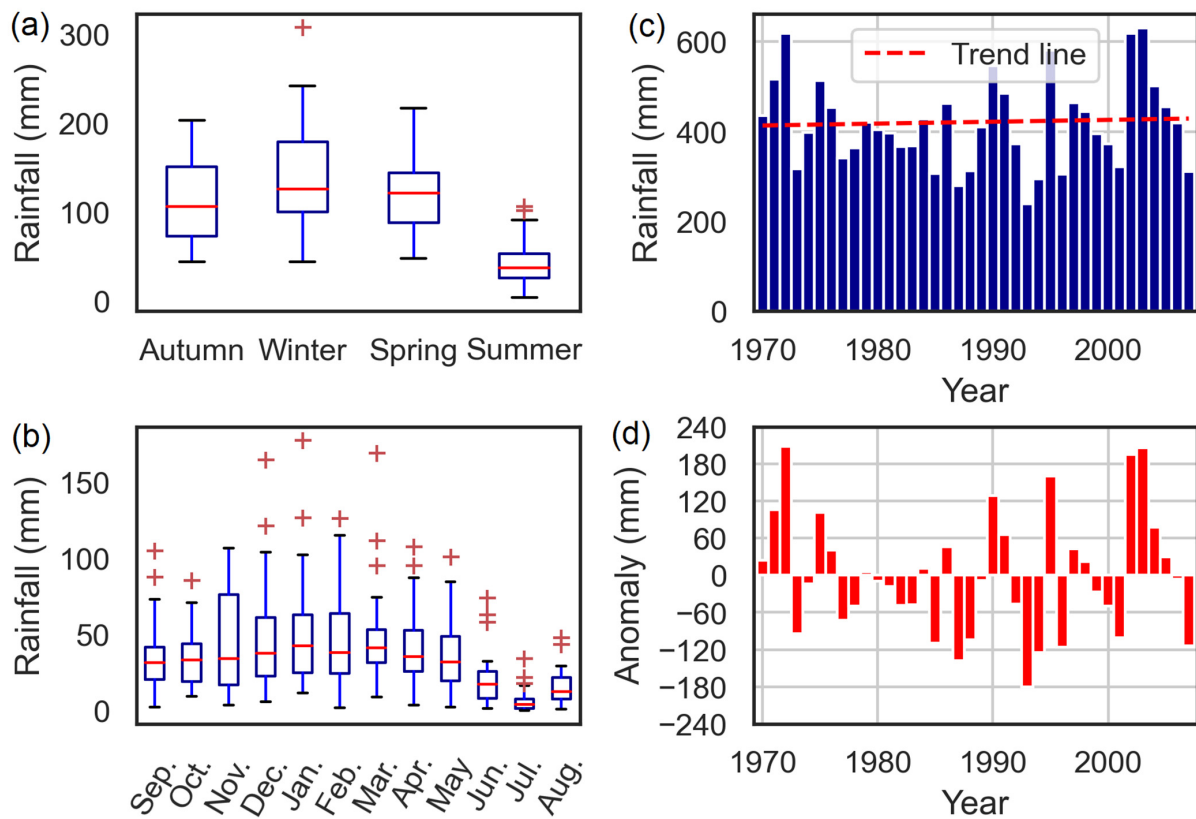 (a)
Rainfall (mm)
300
200
100
0
Autumn Winter Spring Summer
(c)
Rainfall (mm)
600
400
200
0
Trend line
1970 1980 1990 2000
Year
(b)
Rainfall (mm)
150
100
50
0
Sep. Oct. Nov. Dec. Jan. Feb. Mar. Apr. May Jun. Jul. Aug.
(d)
Anomaly (mm)
240
180
120
60
0
−60
−120
−180
−240
1970 1980 1990 2000
Year